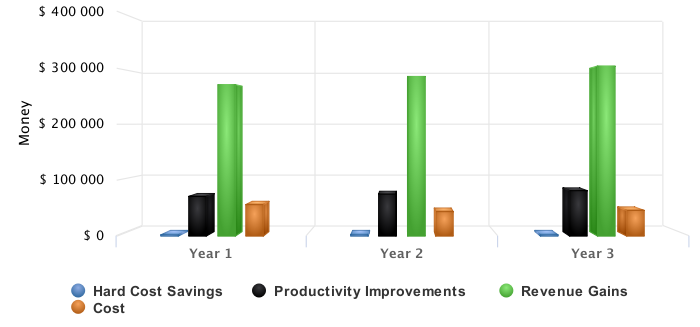 $ 400 000
$ 300 000
$ 200 000
$ 100 000
$ 0
Money
Year 1
Year 2
Year 3
Hard Cost Savings
Productivity Improvements
Revenue Gains
Cost